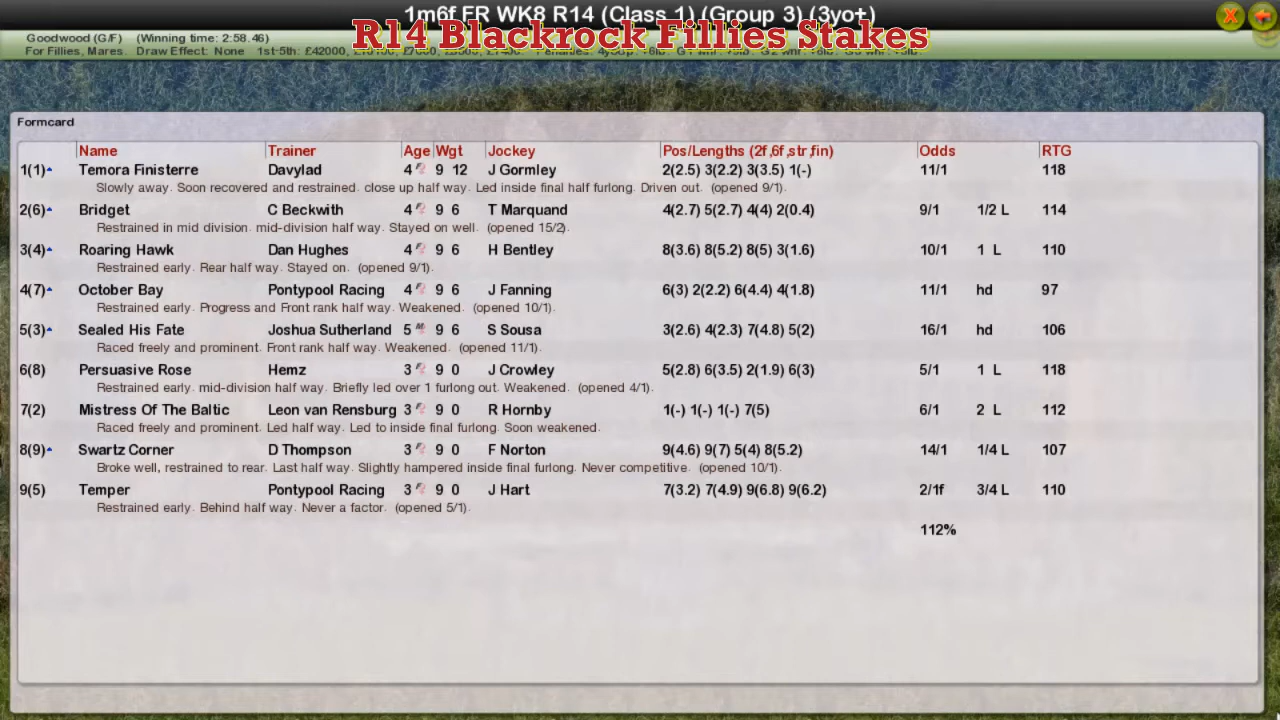 1m6f FR WK8 R14 (Class 1) (Group 3) (3yo+)
R14 Blackrock Fillies Stakes
Goodwood (G/F) (Winning time: 2:58.46)
For Fillies, Mares. Draw Effect: None 1st-5th: £42000,
Formcard
Name Trainer Age Wgt Jockey Pos/Lengths (2f,6f,str,fin) Odds RTG
1(1) Temora Finisterre Davylad 4 9 12 J Gormley 2(2.5) 3(2.2) 3(3.5) 1(-) 11/1 118
Slowly away. Soon recovered and restrained. close up half way. Led inside final half furlong. Driven out. (opened 9/1).
2(6) Bridget C Beckwith 4 9 6 T Marquand 4(2.7) 5(2.7) 4(4) 2(0.4) 9/1 1/2 L 114
Restrained in mid division. mid-division half way. Stayed on well. (opened 15/2).
3(4) Roaring Hawk Dan Hughes 4 9 6 H Bentley 8(3.6) 8(5.2) 8(5) 3(1.6) 10/1 1 L 110
Restrained early. Rear half way. Stayed on. (opened 9/1).
4(7) October Bay Pontypool Racing 4 9 6 J Fanning 6(3) 2(2.2) 6(4.4) 4(1.8) 11/1 hd 97
Restrained early. Progress and Front rank half way. Weakened. (opened 10/1).
5(3) Sealed His Fate Joshua Sutherland 5 9 6 S Sousa 3(2.6) 4(2.3) 7(4.8) 5(2) 16/1 hd 106
Raced freely and prominent. Front rank half way. Weakened. (opened 11/1).
6(8) Persuasive Rose Hemz 3 9 0 J Crowley 5(2.8) 6(3.5) 2(1.9) 6(3) 5/1 1 L 118
Restrained early. mid-division half way. Briefly led over 1 furlong out. Weakened. (opened 4/1).
7(2) Mistress Of The Baltic Leon van Rensburg 3 9 0 R Hornby 1(-) 1(-) 1(-) 7(5) 6/1 2 L 112
Raced freely and prominent. Led half way. Led to inside final furlong. Soon weakened.
8(9) Swartz Corner D Thompson 3 9 0 F Norton 9(4.6) 9(7) 5(4) 8(5.2) 14/1 1/4 L 107
Broke well, restrained to rear. Last half way. Slightly hampered inside final furlong. Never competitive. (opened 10/1).
9(5) Temper Pontypool Racing 3 9 0 J Hart 7(3.2) 7(4.9) 9(6.8) 9(6.2) 2/1f 3/4 L 110
Restrained early. Behind half way. Never a factor. (opened 5/1).
112%